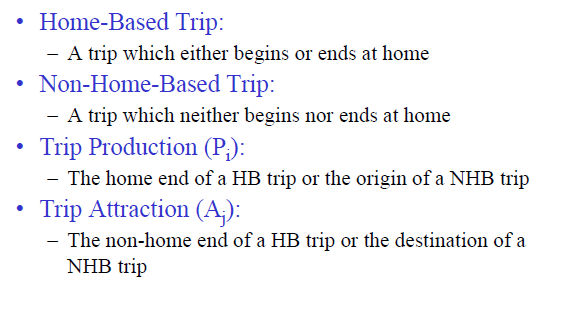 • Home-Based Trip:
– A trip which either begins or ends at home
• Non-Home-Based Trip:
– A trip which neither begins nor ends at home
• Trip Production (Pi):
– The home end of a HB trip or the origin of a NHB trip
• Trip Attraction (Aj):
– The non-home end of a HB trip or the destination of a
NHB trip